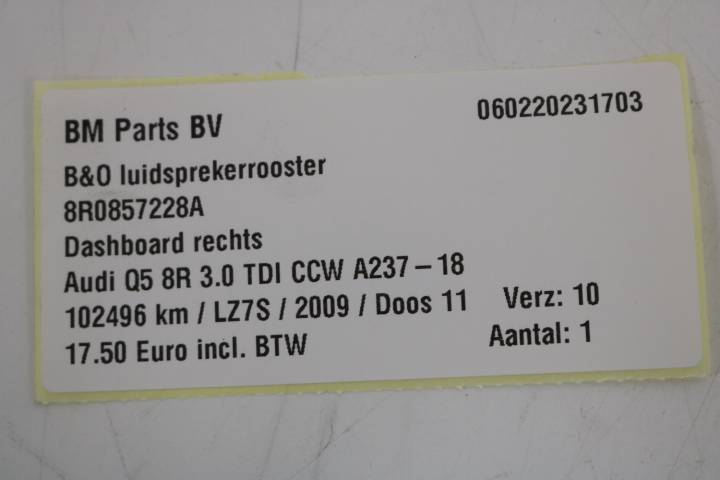 BM Parts BV
060220231703
B&O luidsprekerrooster
8R0857228A
Dashboard rechts
Audi Q5 8R 3.0 TDI CCW A237-18
102496 km / LZ7S / 2009 / Doos 11 Verz: 10
17.50 Euro incl. BTW Aantal: 1